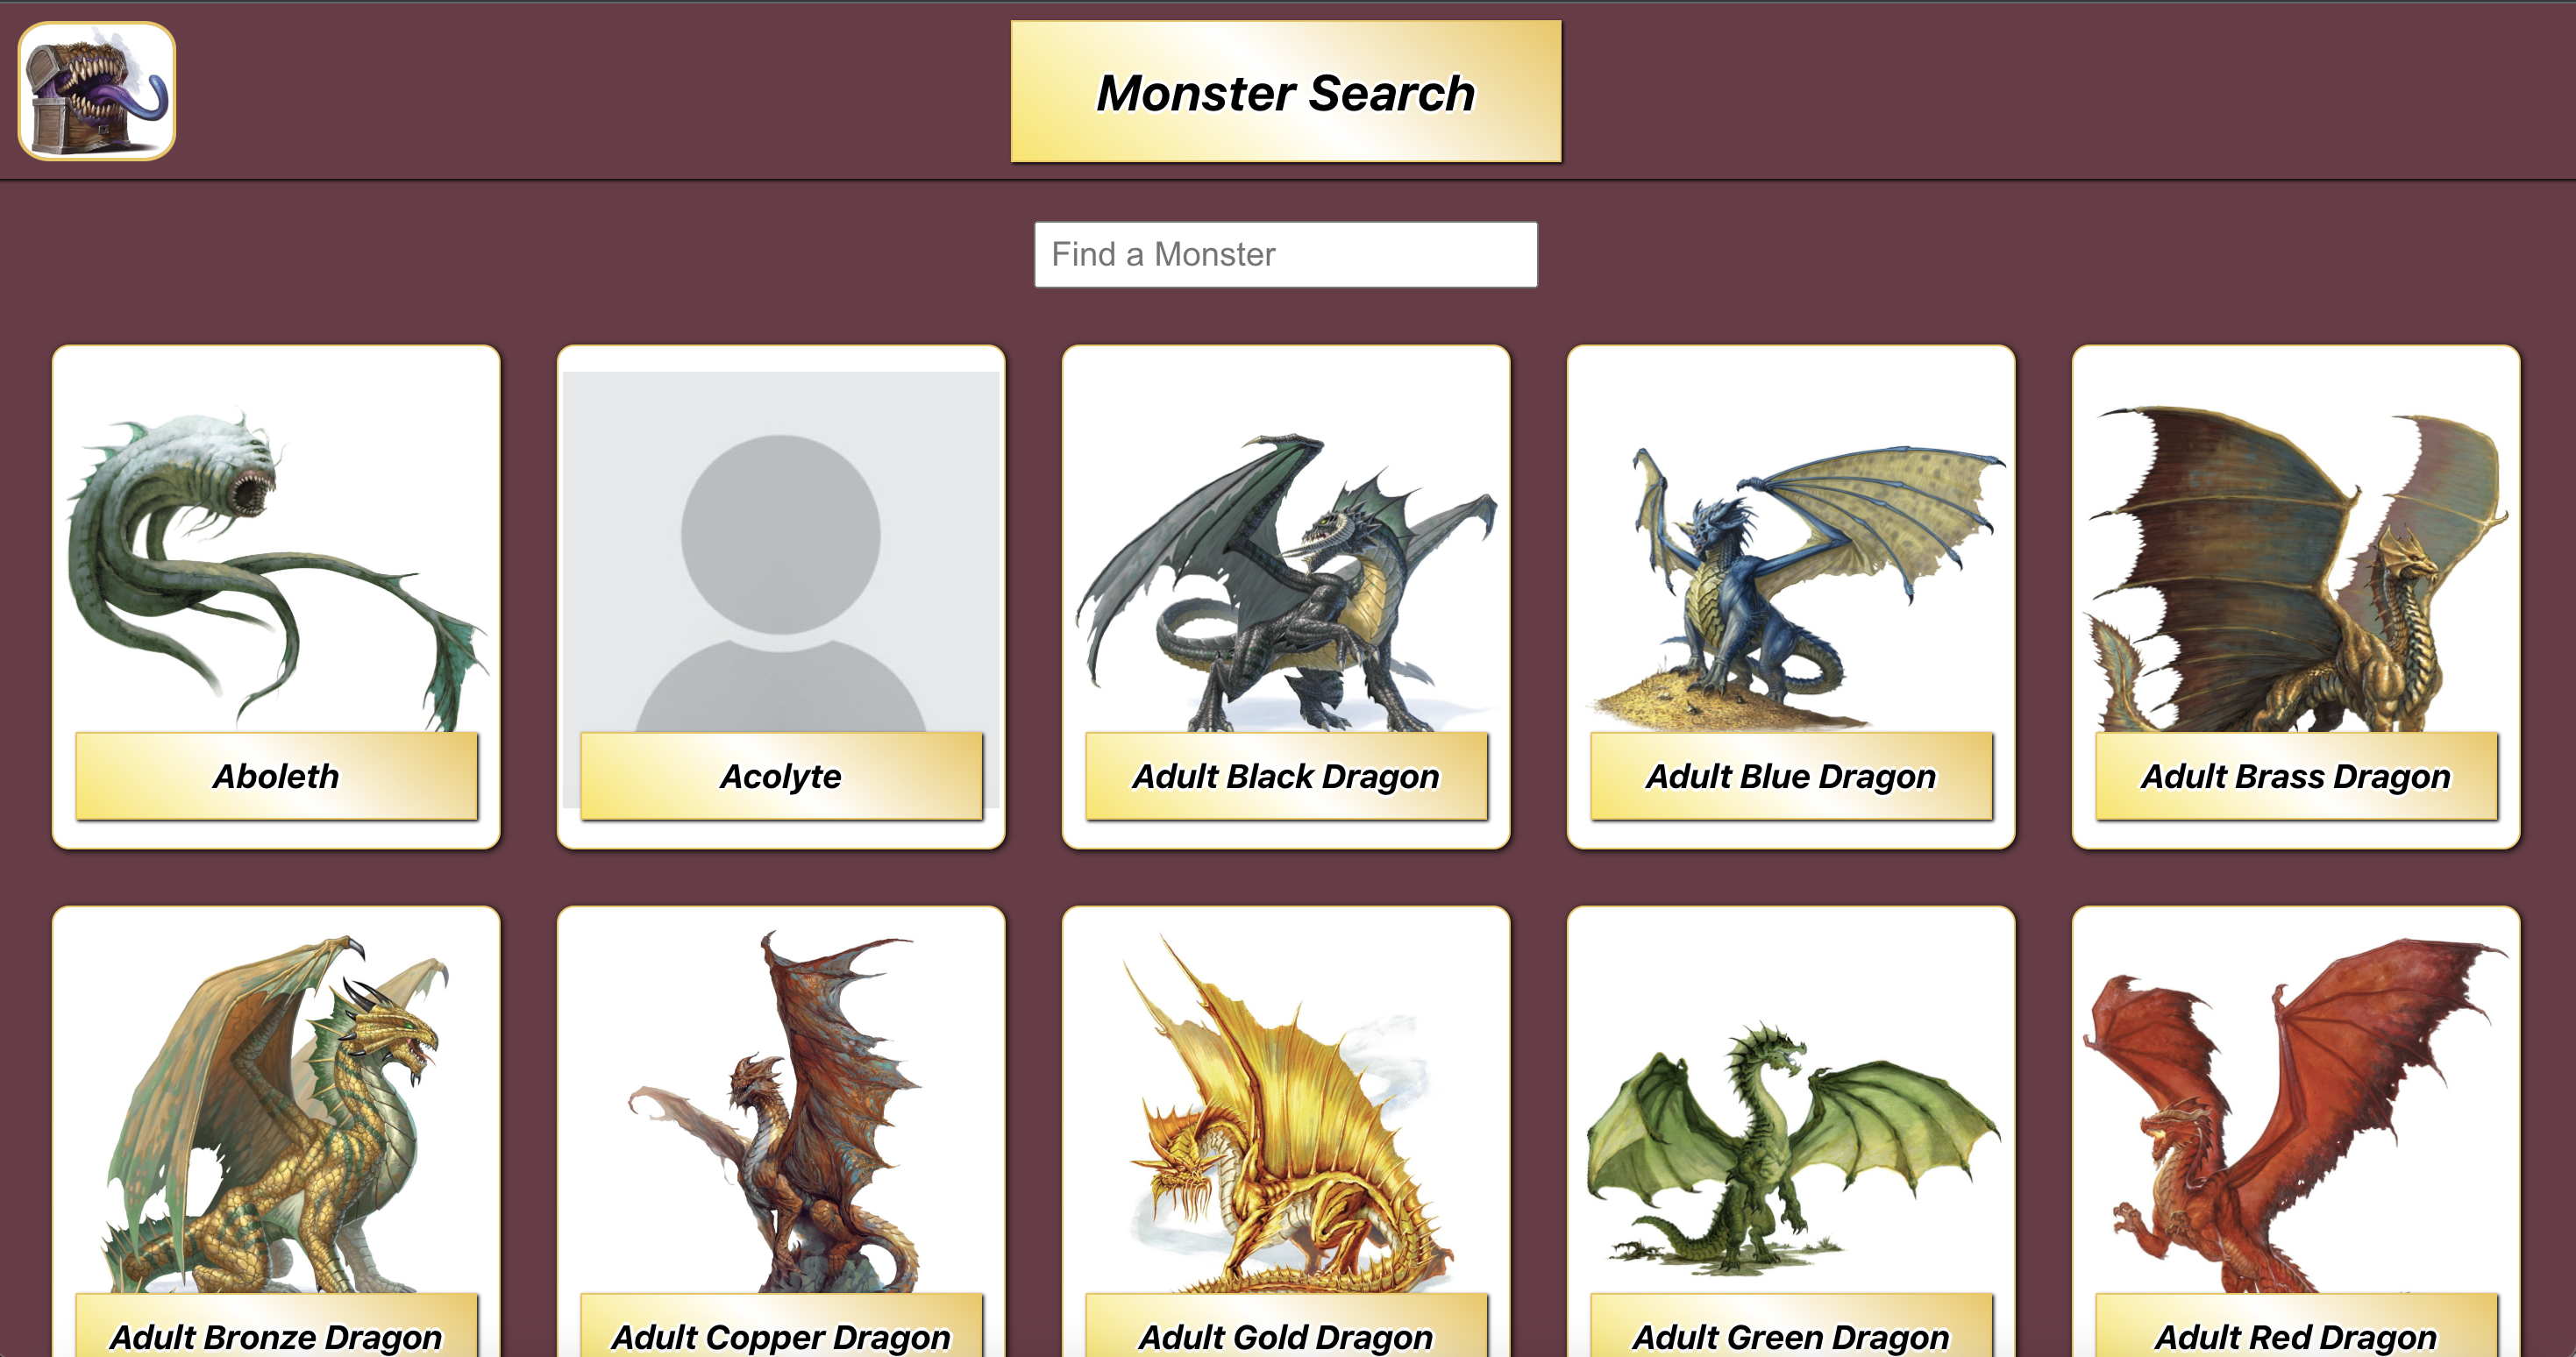 Monster Search
Find a Monster
Aboleth
Acolyte
Adult Black Dragon
Adult Blue Dragon
Adult Brass Dragon
Adult Bronze Dragon
Adult Copper Dragon
Adult Gold Dragon
Adult Green Dragon
Adult Red Dragon